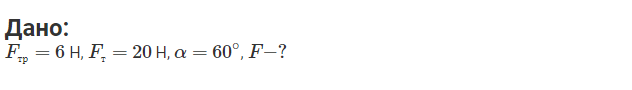 Дано:
F_тр = 6 Н, F_т = 20 Н, α = 60°, F−?